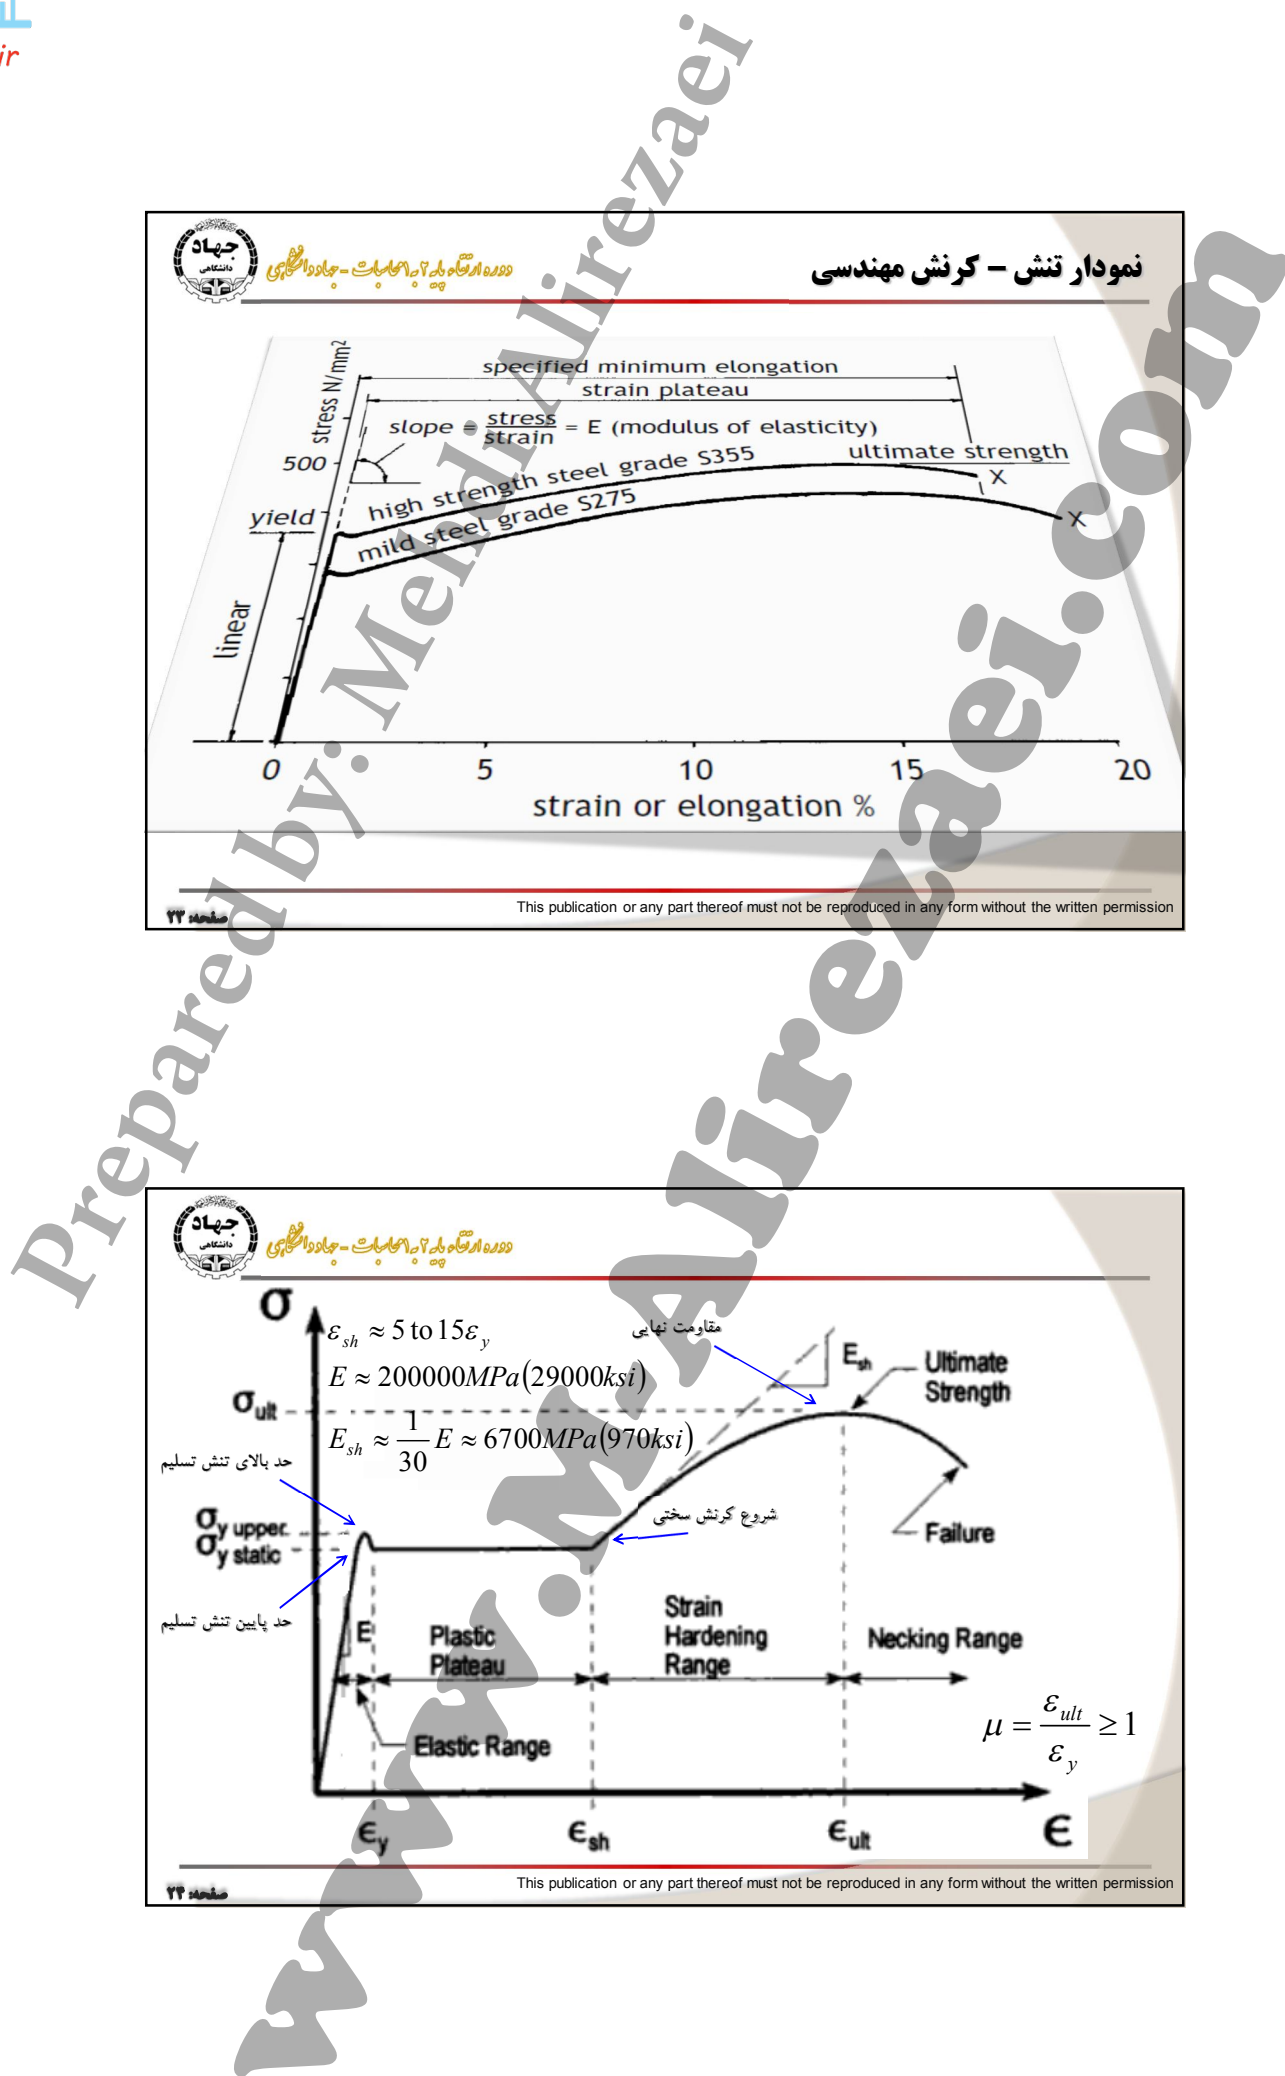 ir
Prepared by: Mehdi Alirezaei
www.M-Alirezaei.com
جهاد
دانشگاهی
دوره ارتقاء پایه ۲ به ۱ محاسبات - جهاد دانشگاهی
نمودار تنش – کرنش مهندسی
stress N/mm²
specified minimum elongation
strain plateau
slope = stress/strain = E (modulus of elasticity)
500
ultimate strength
high strength steel grade S355
X
yield
mild steel grade S275
X
linear
0 5 10 15 20
strain or elongation %
This publication or any part thereof must not be reproduced in any form without the written permission
صفحه: ۲۳
جهاد
دانشگاهی
دوره ارتقاء پایه ۲ به ۱ محاسبات - جهاد دانشگاهی
σ
ε_sh ≈ 5 to 15ε_y
مقاومت نهایی
E ≈ 200000MPa(29000ksi)
E_sh
Ultimate
Strength
σ_ult
E_sh ≈ 1/30 E ≈ 6700MPa(970ksi)
حد بالای تنش تسلیم
شروع کرنش سختی
σ_y upper
σ_y static
Failure
حد پایین تنش تسلیم
E
Plastic
Plateau
Strain
Hardening
Range
Necking Range
Elastic Range
μ = ε_ult/ε_y ≥ 1
ϵ_y ϵ_sh ϵ_ult ϵ
This publication or any part thereof must not be reproduced in any form without the written permission
صفحه: ۲۴